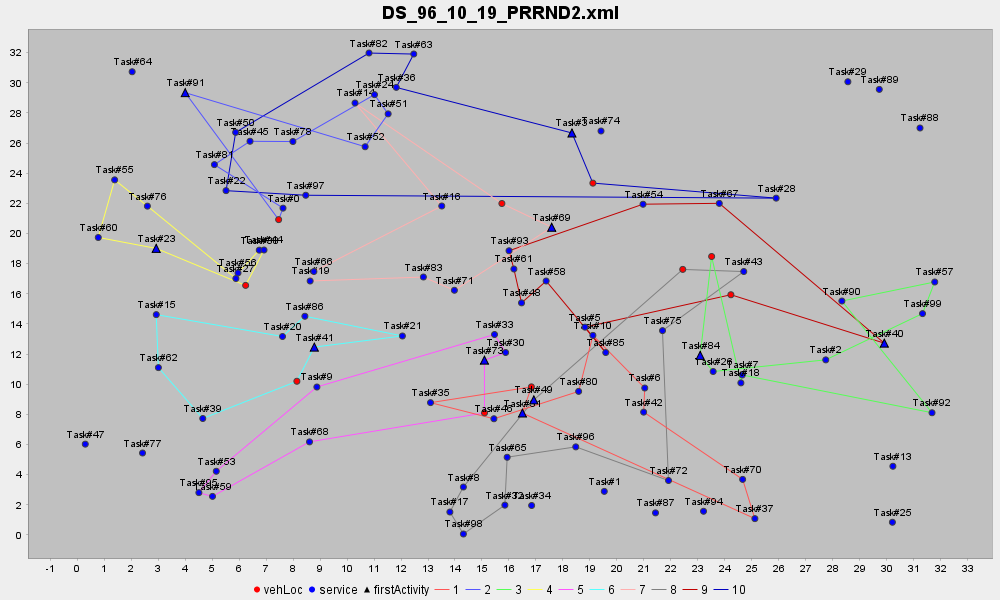 DS_96_10_19_PRRND2.xml
32
30
28
26
24
22
20
18
16
14
12
10
8
6
4
2
0
Task#82
Task#63
Task#64
Task#91
Task#36
Task#24
Task#14
Task#51
Task#29
Task#89
Task#88
Task#50
Task#45
Task#78
Task#52
Task#3
Task#74
Task#81
Task#55
Task#22
Task#97
Task#76
Task#0
Task#16
Task#54
Task#67
Task#28
Task#60
Task#23
Task#69
Task#93
Task#56
Task#27
Task#66
Task#19
Task#83
Task#71
Task#61
Task#58
Task#48
Task#43
Task#57
Task#90
Task#99
Task#15
Task#86
Task#20
Task#41
Task#21
Task#33
Task#30
Task#73
Task#5
Task#10
Task#85
Task#75
Task#40
Task#84
Task#26
Task#7
Task#18
Task#2
Task#62
Task#9
Task#39
Task#35
Task#49
Task#46
Task#80
Task#6
Task#42
Task#92
Task#47
Task#77
Task#68
Task#53
Task#95
Task#59
Task#65
Task#96
Task#8
Task#72
Task#70
Task#13
Task#17
Task#32
Task#34
Task#1
Task#87
Task#94
Task#37
Task#25
Task#98
-1 0 1 2 3 4 5 6 7 8 9 10 11 12 13 14 15 16 17 18 19 20 21 22 23 24 25 26 27 28 29 30 31 32 33
vehLoc service firstActivity 1 2 3 4 5 6 7 8 9 10